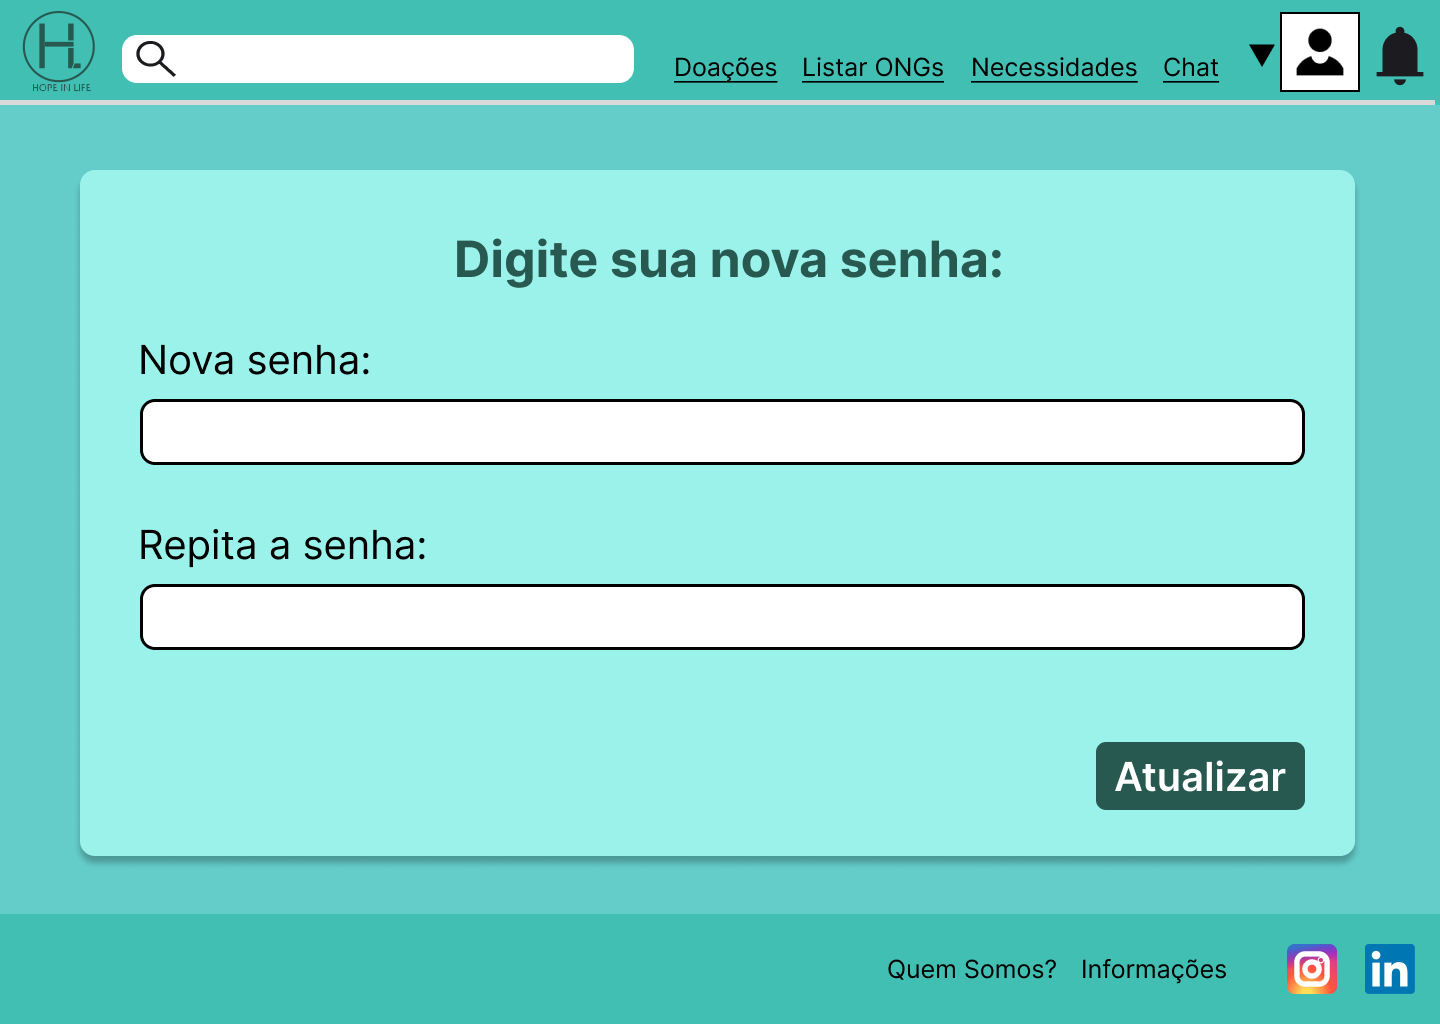 H.
HOPE IN LIFE
Doações Listar ONGs Necessidades Chat
Digite sua nova senha:
Nova senha:
Repita a senha:
Atualizar
Quem Somos? Informações
in